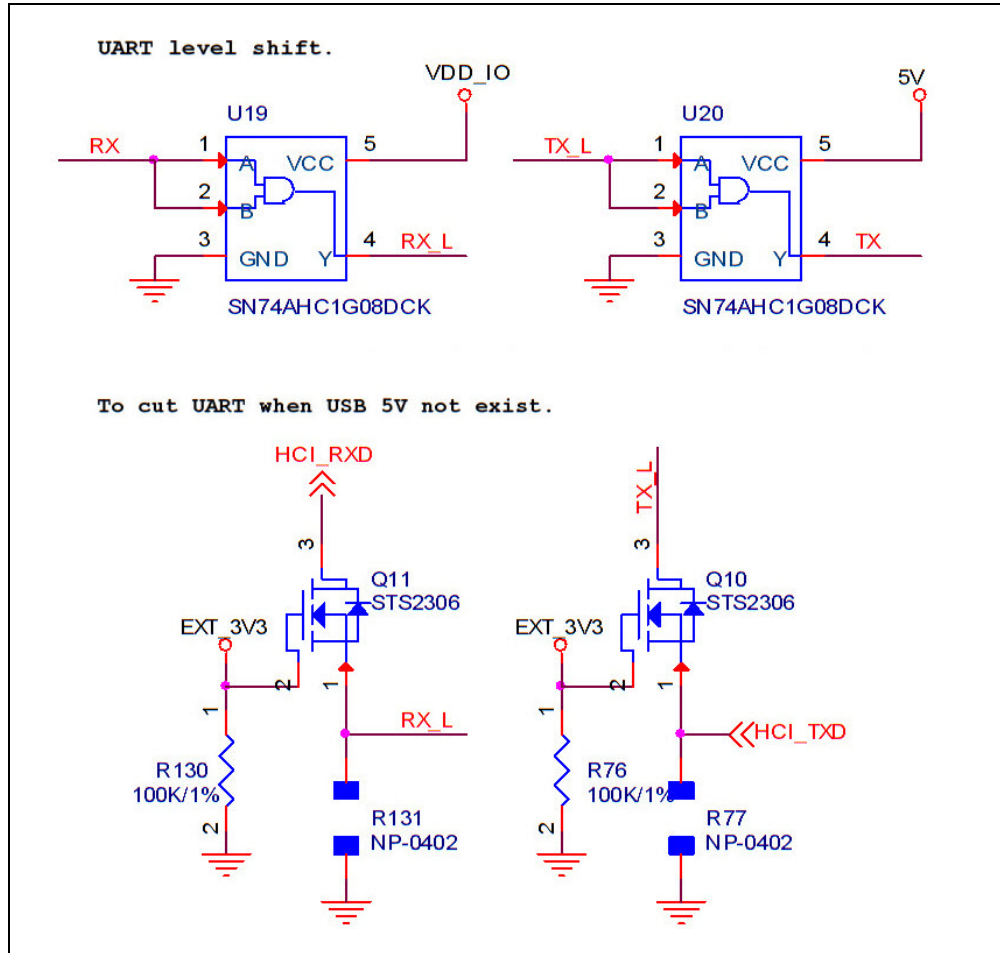 UART level shift.
VDD_IO
5V
U19
U20
RX
1
A
VCC
5
TX_L
1
A
VCC
5
2
B
2
B
3
GND
Y
4
RX_L
3
GND
Y
4
TX
SN74AHC1G08DCK
SN74AHC1G08DCK
To cut UART when USB 5V not exist.
HCI_RXD
TX_L
3
3
Q11
STS2306
Q10
STS2306
EXT_3V3
EXT_3V3
2
1
2
1
1
1
RX_L
HCI_TXD
R130
100K/1%
R76
100K/1%
2
2
R131
NP-0402
R77
NP-0402